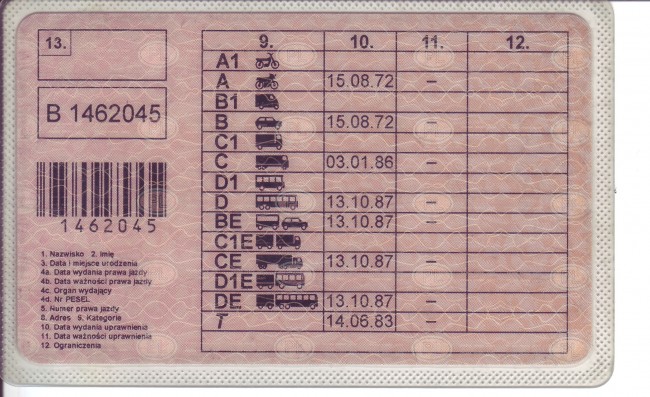 13.
B 1462045
1462045
1. Nazwisko 2. Imię
3. Data i miejsce urodzenia
4a. Data wydania prawa jazdy
4b. Data ważności prawa jazdy
4c. Organ wydający
4d. Nr PESEL
5. Numer prawa jazdy
8. Adres 9. Kategorie
10. Data wydania uprawnienia
11. Data ważności uprawnienia
12. Ograniczenia
9. 10. 11. 12.
A1
A 15.08.72 –
B1
B 15.08.72 –
C1
C 03.01.86 –
D1
D 13.10.87 –
BE 13.10.87 –
C1E
CE 13.10.87 –
D1E
DE 13.10.87 –
T 14.06.83 –